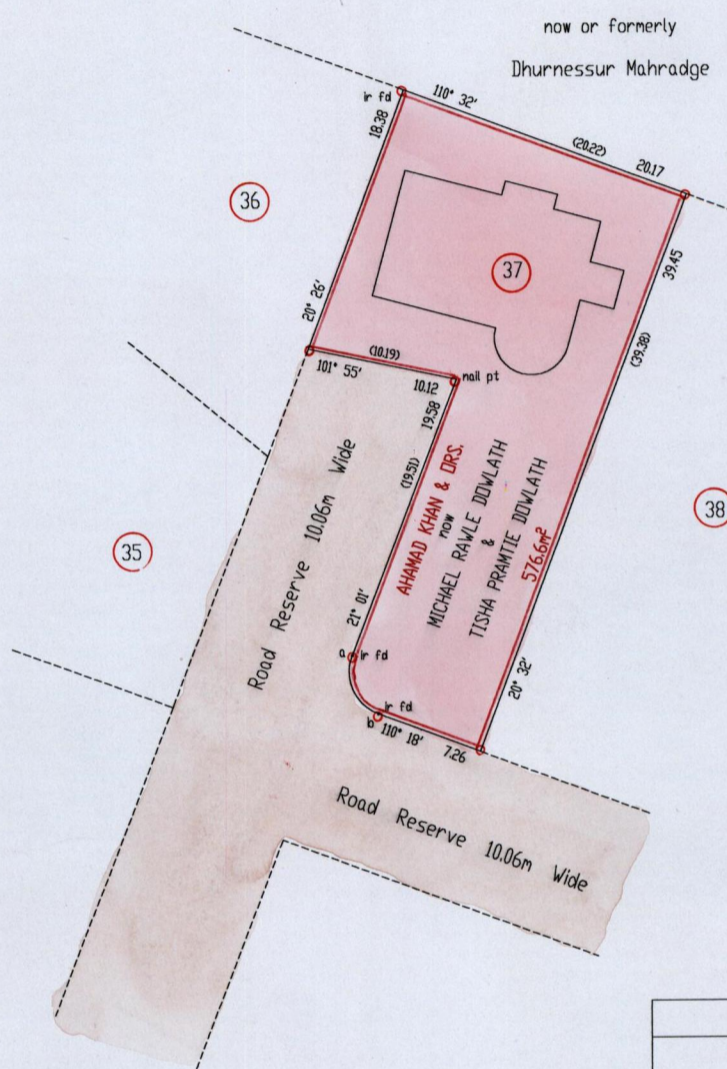 now or formerly
Dhurnessur Mahradge
ir fd
110° 32'
(20.22)
20.17
18.38
36
37
39.45
(39.38)
20° 26'
(10.19)
101° 55'
10.12
nail pt
19.58
(19.51)
38
35
Road Reserve 10.06m Wide
AHAMAD KHAN & ORS.
now
MICHAEL RAWLE DOWLATH
&
TISHA PRAMTIE DOWLATH
576.6m²
21° 01'
a
ir fd
20° 32'
ir fd
b
110° 18'
7.26
Road Reserve 10.06m Wide